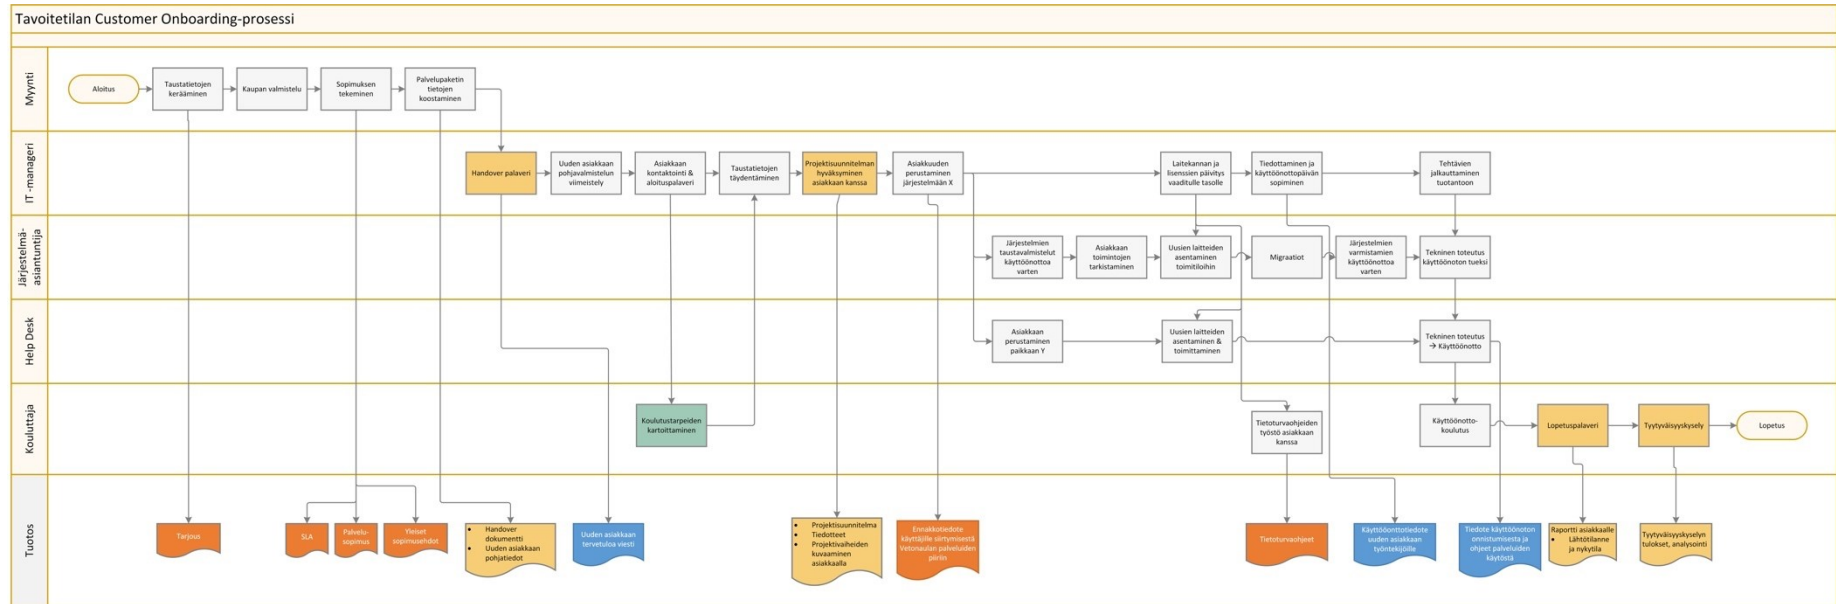 Tavoitetilan Customer Onboarding-prosessi
Myynti
Aloitus
Taustatietojen
kerääminen
Kaupan valmistelu
Sopimuksen
tekeminen
Palvelupaketin
tietojen
koostaminen
IT -manageri
Handover palaveri
Uuden asiakkaan
pohjavalmistelun
viimeistely
Asiakkaan
kontaktointi &
aloituspalaveri
Taustatietojen
täydentäminen
Projektisuunnitelman
hyväksyminen
asiakkaan kanssa
Asiakkuuden
perustaminen
järjestelmään X
Laitekannan ja
lisenssien päivitys
vaaditulle tasolle
Tiedottaminen ja
käyttöönottopäivän
sopiminen
Tehtävien
jalkauttaminen
tuotantoon
Järjestelmä-
asiantuntija
Järjestelmien
taustavalmistelut
käyttöönottoa
varten
Asiakkaan
toimintojen
tarkistaminen
Uusien laitteiden
asentaminen
toimitiloihin
Migraatiot
Järjestelmien
varmistamien
käyttöönottoa
varten
Tekninen toteutus
käyttöönoton tueksi
Help Desk
Asiakkaan
perustaminen
paikkaan Y
Uusien laitteiden
asentaminen &
toimittaminen
Tekninen toteutus
→ Käyttöönotto
Kouluttaja
Koulutustarpeiden
kartoittaminen
Tietoturvaohjeiden
työstö asiakkaan
kanssa
Käyttöönotto-
koulutus
Lopetuspalaveri
Tyytyväisyyskysely
Lopetus
Tuotos
Tarjous
SLA
Palvelu-
sopimus
Yleiset
sopimusehdot
• Handover
dokumentti
• Uuden asiakkaan
pohjatiedot
Uuden asiakkaan
tervetuloa viesti
• Projektisuunnitelma
• Tiedotteet
• Projektivaiheiden
kuvaaminen
asiakkaalla
Ennakkotiedote
käyttäjille siirtymisestä
Vetonaulan palveluiden
piiriin
Tietoturvaohjeet
Käyttöönttotiedote
uuden asiakkaan
työntekijöille
Tiedote käyttöönoton
onnistumisesta ja
ohjeet palveluiden
käytöstä
Raportti asiakkaalle
• Lähtötilanne
ja nykytila
Tyytyväisyyskyselyn
tulokset, analysointi